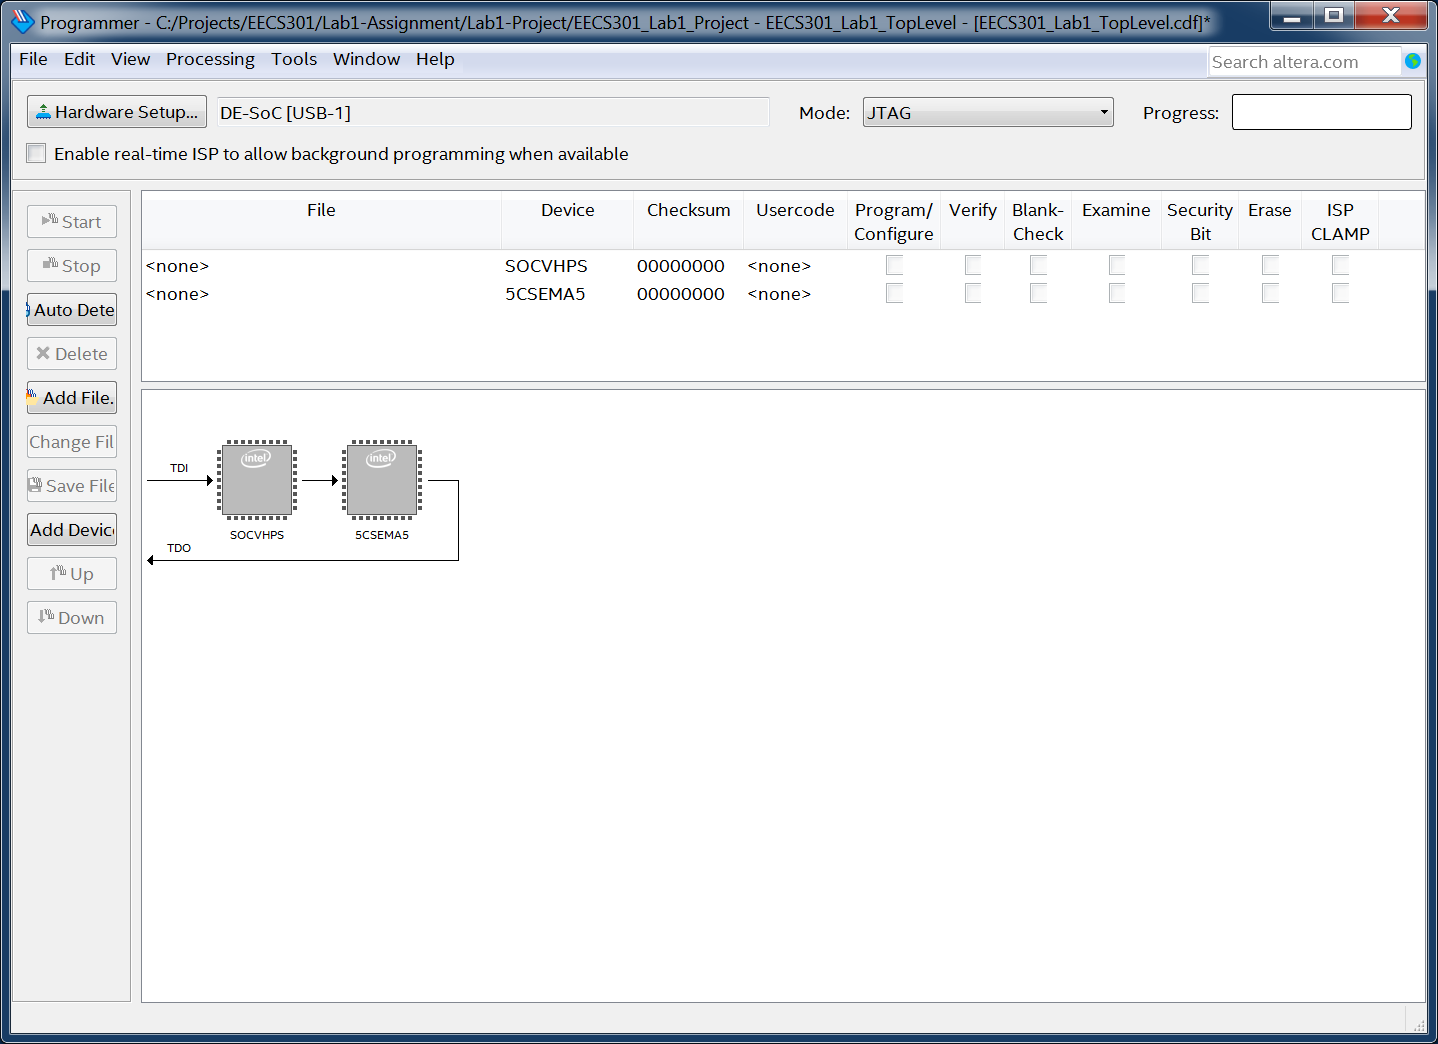 Programmer - C:/Projects/EECS301/Lab1-Assignment/Lab1-Project/EECS301_Lab1_Project - EECS301_Lab1_TopLevel - [EECS301_Lab1_TopLevel.cdf]*
File Edit View Processing Tools Window Help
Search altera.com
Hardware Setup... DE-SoC [USB-1] Mode: JTAG Progress:
Enable real-time ISP to allow background programming when available
Start
Stop
Auto Dete
Delete
Add File.
Change Fil
Save File
Add Devic
Up
Down
File Device Checksum Usercode Program/ Verify Blank- Examine Security Erase ISP
Configure Check Bit CLAMP
<none> SOCVHPS 00000000 <none>
<none> 5CSEMA5 00000000 <none>
intel intel
TDI
SOCVHPS 5CSEMA5
TDO